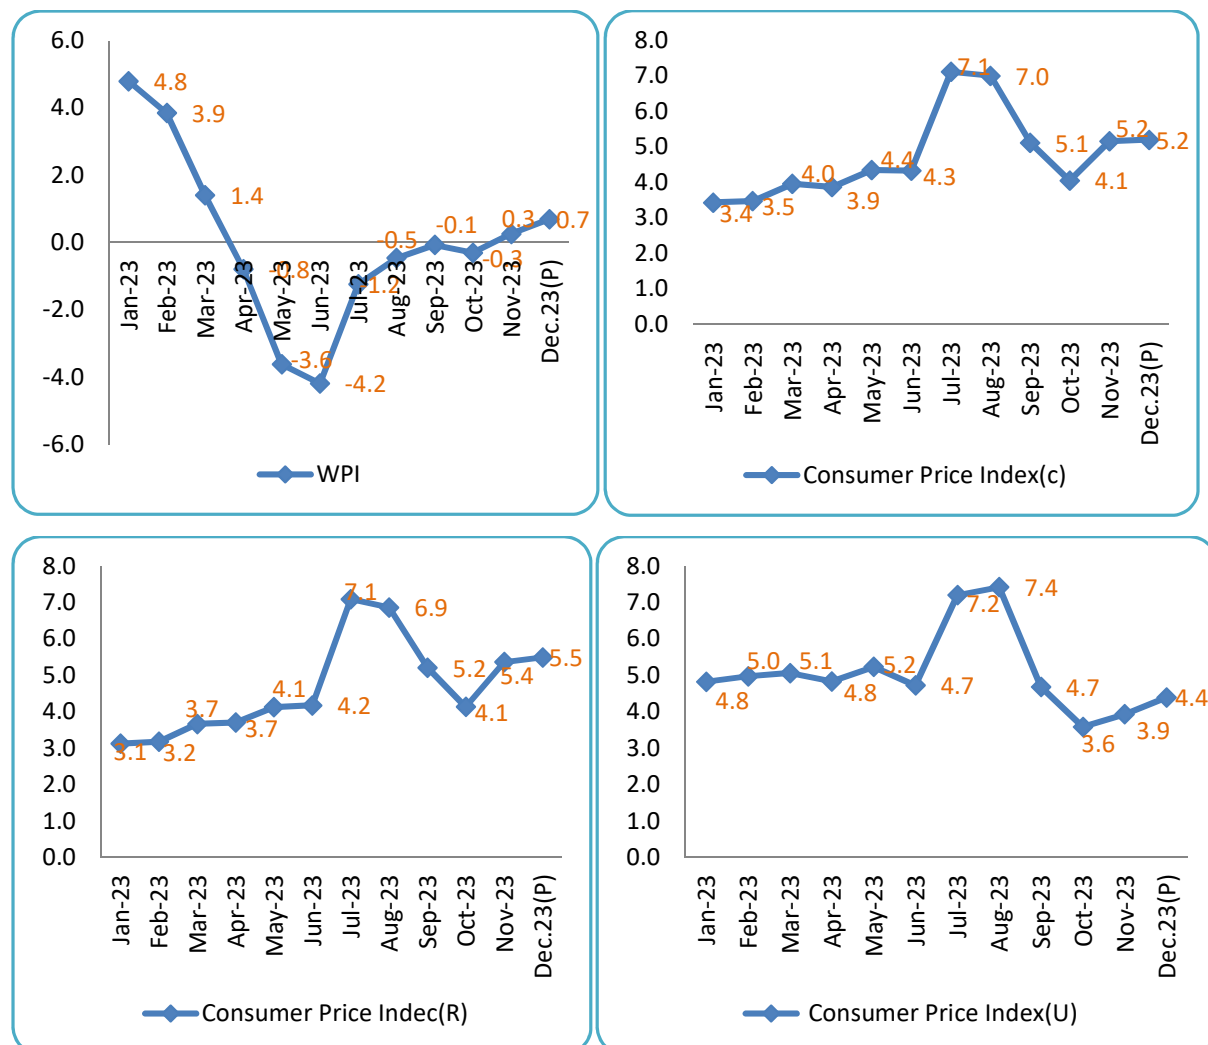 6.0
4.0
2.0
0.0
-2.0
-4.0
-6.0
4.8
3.9
1.4
-0.8
-3.6
-4.2
-1.2
-0.5
-0.1
-0.3
0.3
0.7
Jan-23
Feb-23
Mar-23
Apr-23
May-23
Jun-23
Jul-23
Aug-23
Sep-23
Oct-23
Nov-23
Dec.23(P)
WPI
8.0
7.0
6.0
5.0
4.0
3.0
2.0
1.0
0.0
3.4
3.5
4.0
3.9
4.4
4.3
7.1
7.0
5.1
4.1
5.2
5.2
Jan-23
Feb-23
Mar-23
Apr-23
May-23
Jun-23
Jul-23
Aug-23
Sep-23
Oct-23
Nov-23
Dec.23(P)
Consumer Price Index(c)
8.0
7.0
6.0
5.0
4.0
3.0
2.0
1.0
0.0
3.1
3.2
3.7
3.7
4.1
4.2
7.1
6.9
5.2
4.1
5.4
5.5
Jan-23
Feb-23
Mar-23
Apr-23
May-23
Jun-23
Jul-23
Aug-23
Sep-23
Oct-23
Nov-23
Dec.23(P)
Consumer Price Indec(R)
8.0
7.0
6.0
5.0
4.0
3.0
2.0
1.0
0.0
4.8
5.0
5.1
4.8
5.2
4.7
7.2
7.4
4.7
3.6
3.9
4.4
Jan-23
Feb-23
Mar-23
Apr-23
May-23
Jun-23
Jul-23
Aug-23
Sep-23
Oct-23
Nov-23
Dec.23(P)
Consumer Price Index(U)